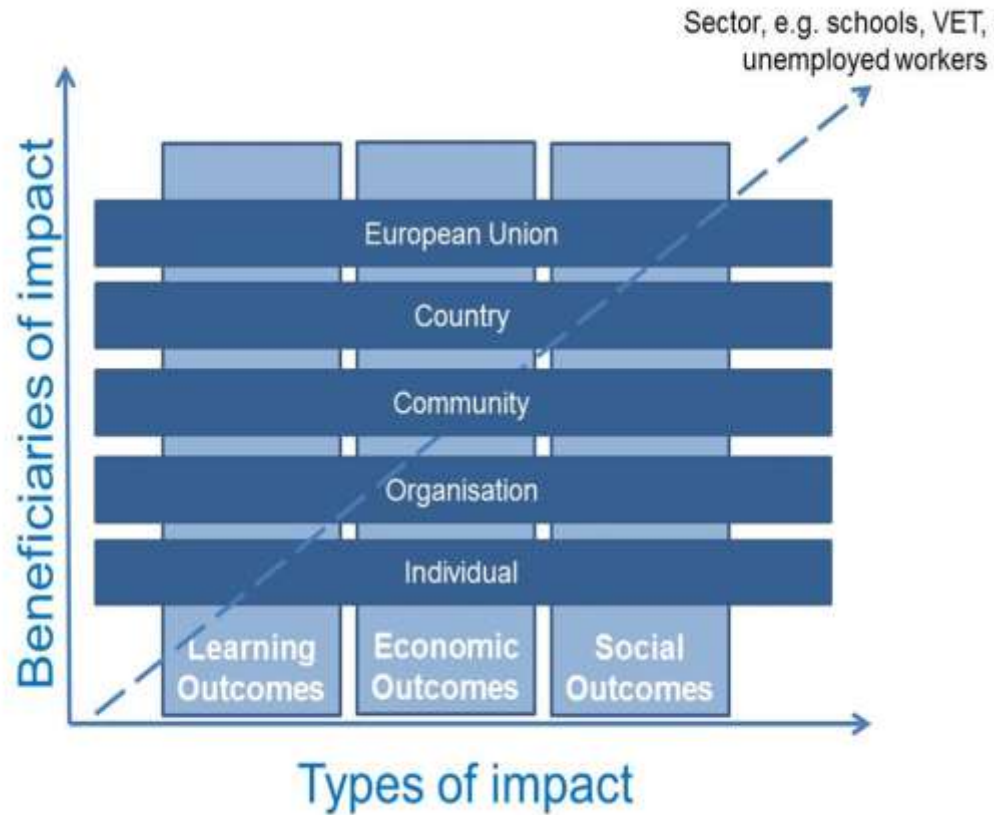 Sector, e.g. schools, VET,
unemployed workers
Beneficiaries of impact
European Union
Country
Community
Organisation
Individual
Learning
Outcomes
Economic
Outcomes
Social
Outcomes
Types of impact